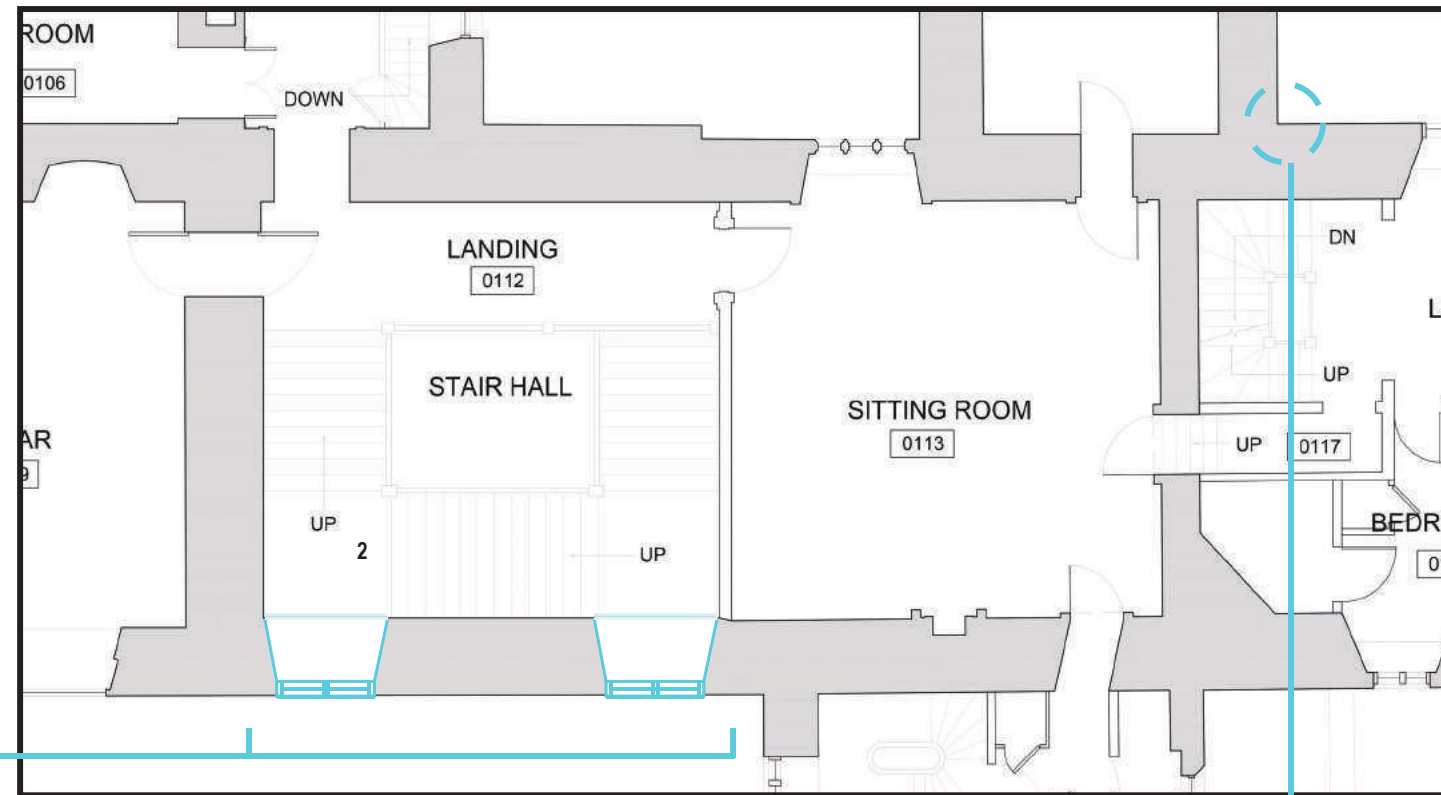 ROOM
0106
DOWN
LANDING
0112
DN
STAIR HALL
UP
SITTING ROOM
0113
AR
UP
0117
UP
2
UP
BEDR